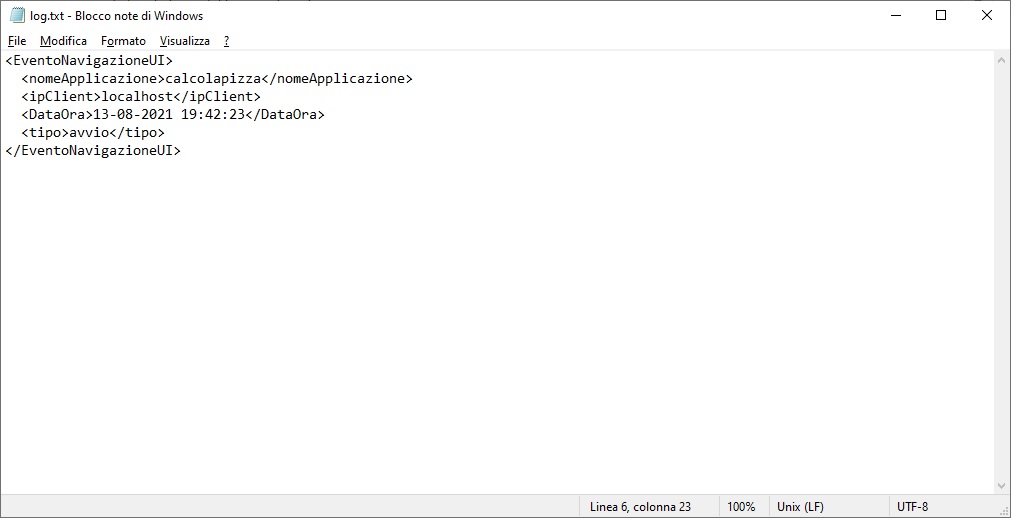 log.txt - Blocco note di Windows
File Modifica Formato Visualizza ?
<EventoNavigazioneUI>
  <nomeApplicazione>calcolapizza</nomeApplicazione>
  <ipClient>localhost</ipClient>
  <DataOra>13-08-2021 19:42:23</DataOra>
  <tipo>avvio</tipo>
</EventoNavigazioneUI>
Linea 6, colonna 23 100% Unix (LF) UTF-8